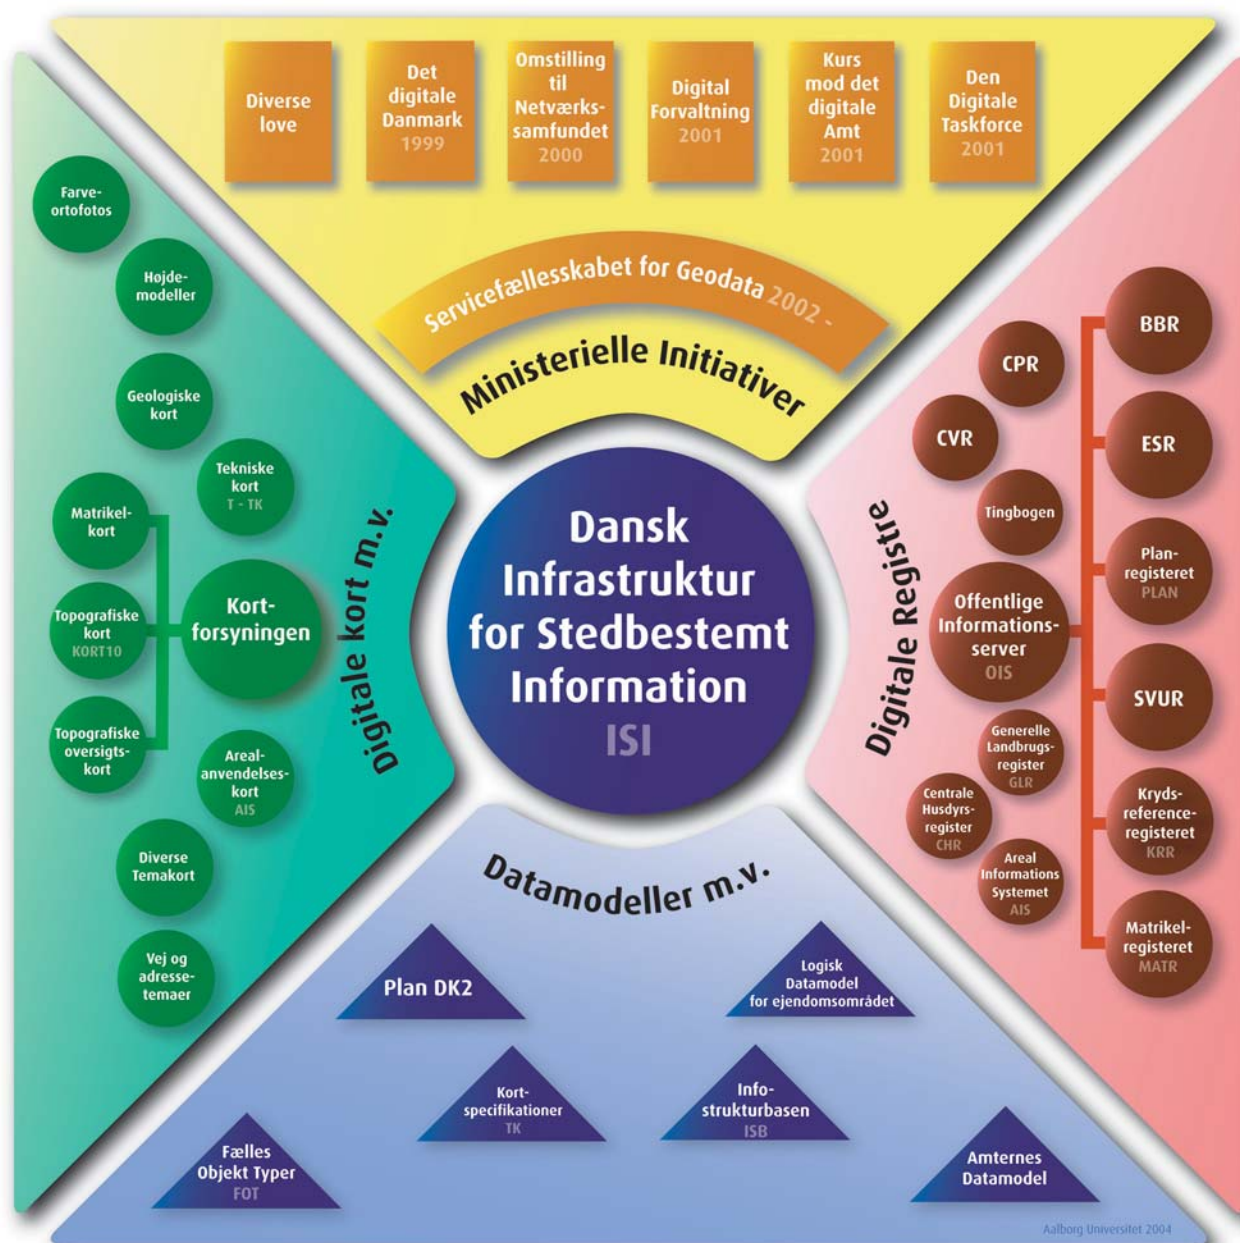 Diverse
love
Det
digitale
Danmark
1999
Omstilling
til
Netværks-
samfundet
2000
Digital
Forvaltning
2001
Kurs
mod det
digitale
Amt
2001
Den
Digitale
Taskforce
2001
Servicefællesskabet for Geodata 2002 -
Ministerielle Initiativer
Farve-
ortofotos
Højde-
modeller
Geologiske
kort
Tekniske
kort
T - TK
Matrikel-
kort
Topografiske
kort
KORT10
Topografiske
oversigts-
kort
Kort-
forsyningen
Areal-
anvendelses-
kort
AIS
Diverse
Temakort
Vej og
adresse-
temaer
Digitale kort m.v.
Dansk
Infrastruktur
for Stedbestemt
Information
ISI
Digitale Registre
CPR
CVR
Tingbogen
Offentlige
Informations-
server
OIS
Generelle
Landbrugs-
register
GLR
Centrale
Husdyrs-
register
CHR
Areal
Informations
Systemet
AIS
BBR
ESR
Plan-
registeret
PLAN
SVUR
Kryds-
reference-
registeret
KRR
Matrikel-
registeret
MATR
Datamodeller m.v.
Plan DK2
Logisk
Datamodel
for ejendomsområdet
Kort-
specifikationer
TK
Info-
strukturbasen
ISB
Fælles
Objekt Typer
FOT
Amternes
Datamodel
Aalborg Universitet 2004